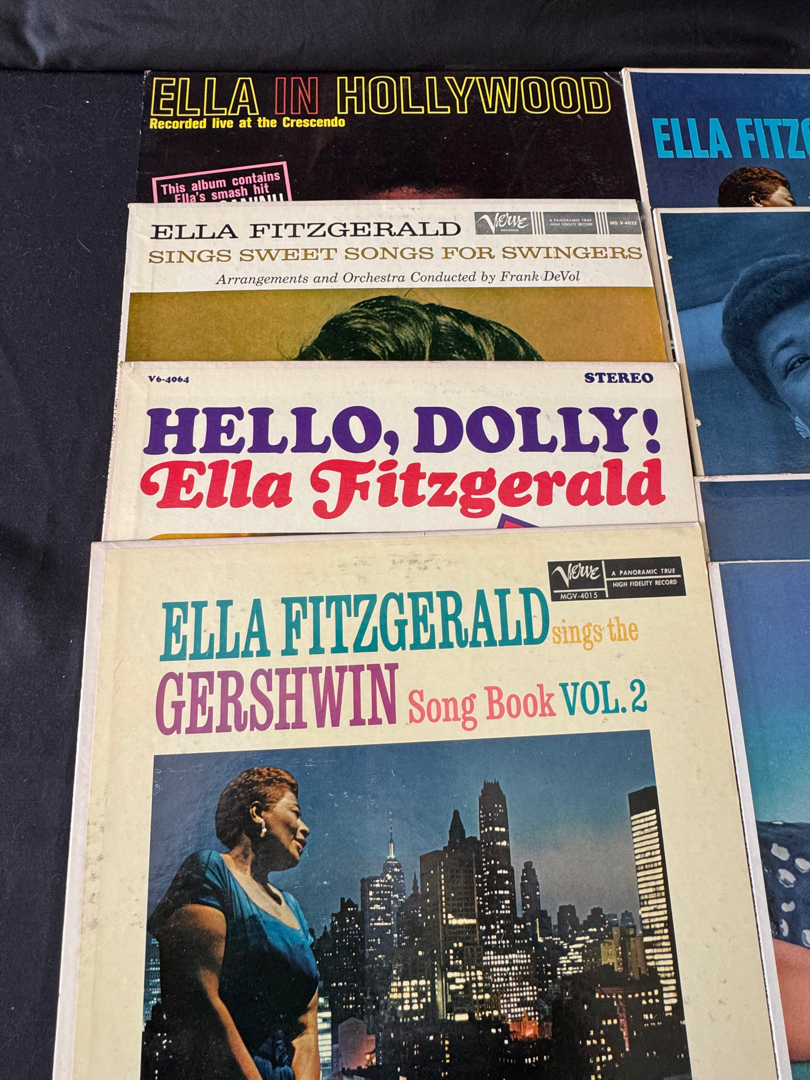 ELLA IN HOLLYWOOD
Recorded live at the Crescendo
This album contains
Ella's smash hit
ELLA FITZGERALD
Verve
A PANORAMIC TRUE
HIGH FIDELITY RECORD
MG V-4032
SINGS SWEET SONGS FOR SWINGERS
Arrangements and Orchestra Conducted by Frank DeVol
V6-4064
STEREO
HELLO, DOLLY!
Ella Fitzgerald
Verve
MGV-4015
A PANORAMIC TRUE
HIGH FIDELITY RECORD
ELLA FITZGERALD sings the
GERSHWIN Song Book VOL. 2
ELLA